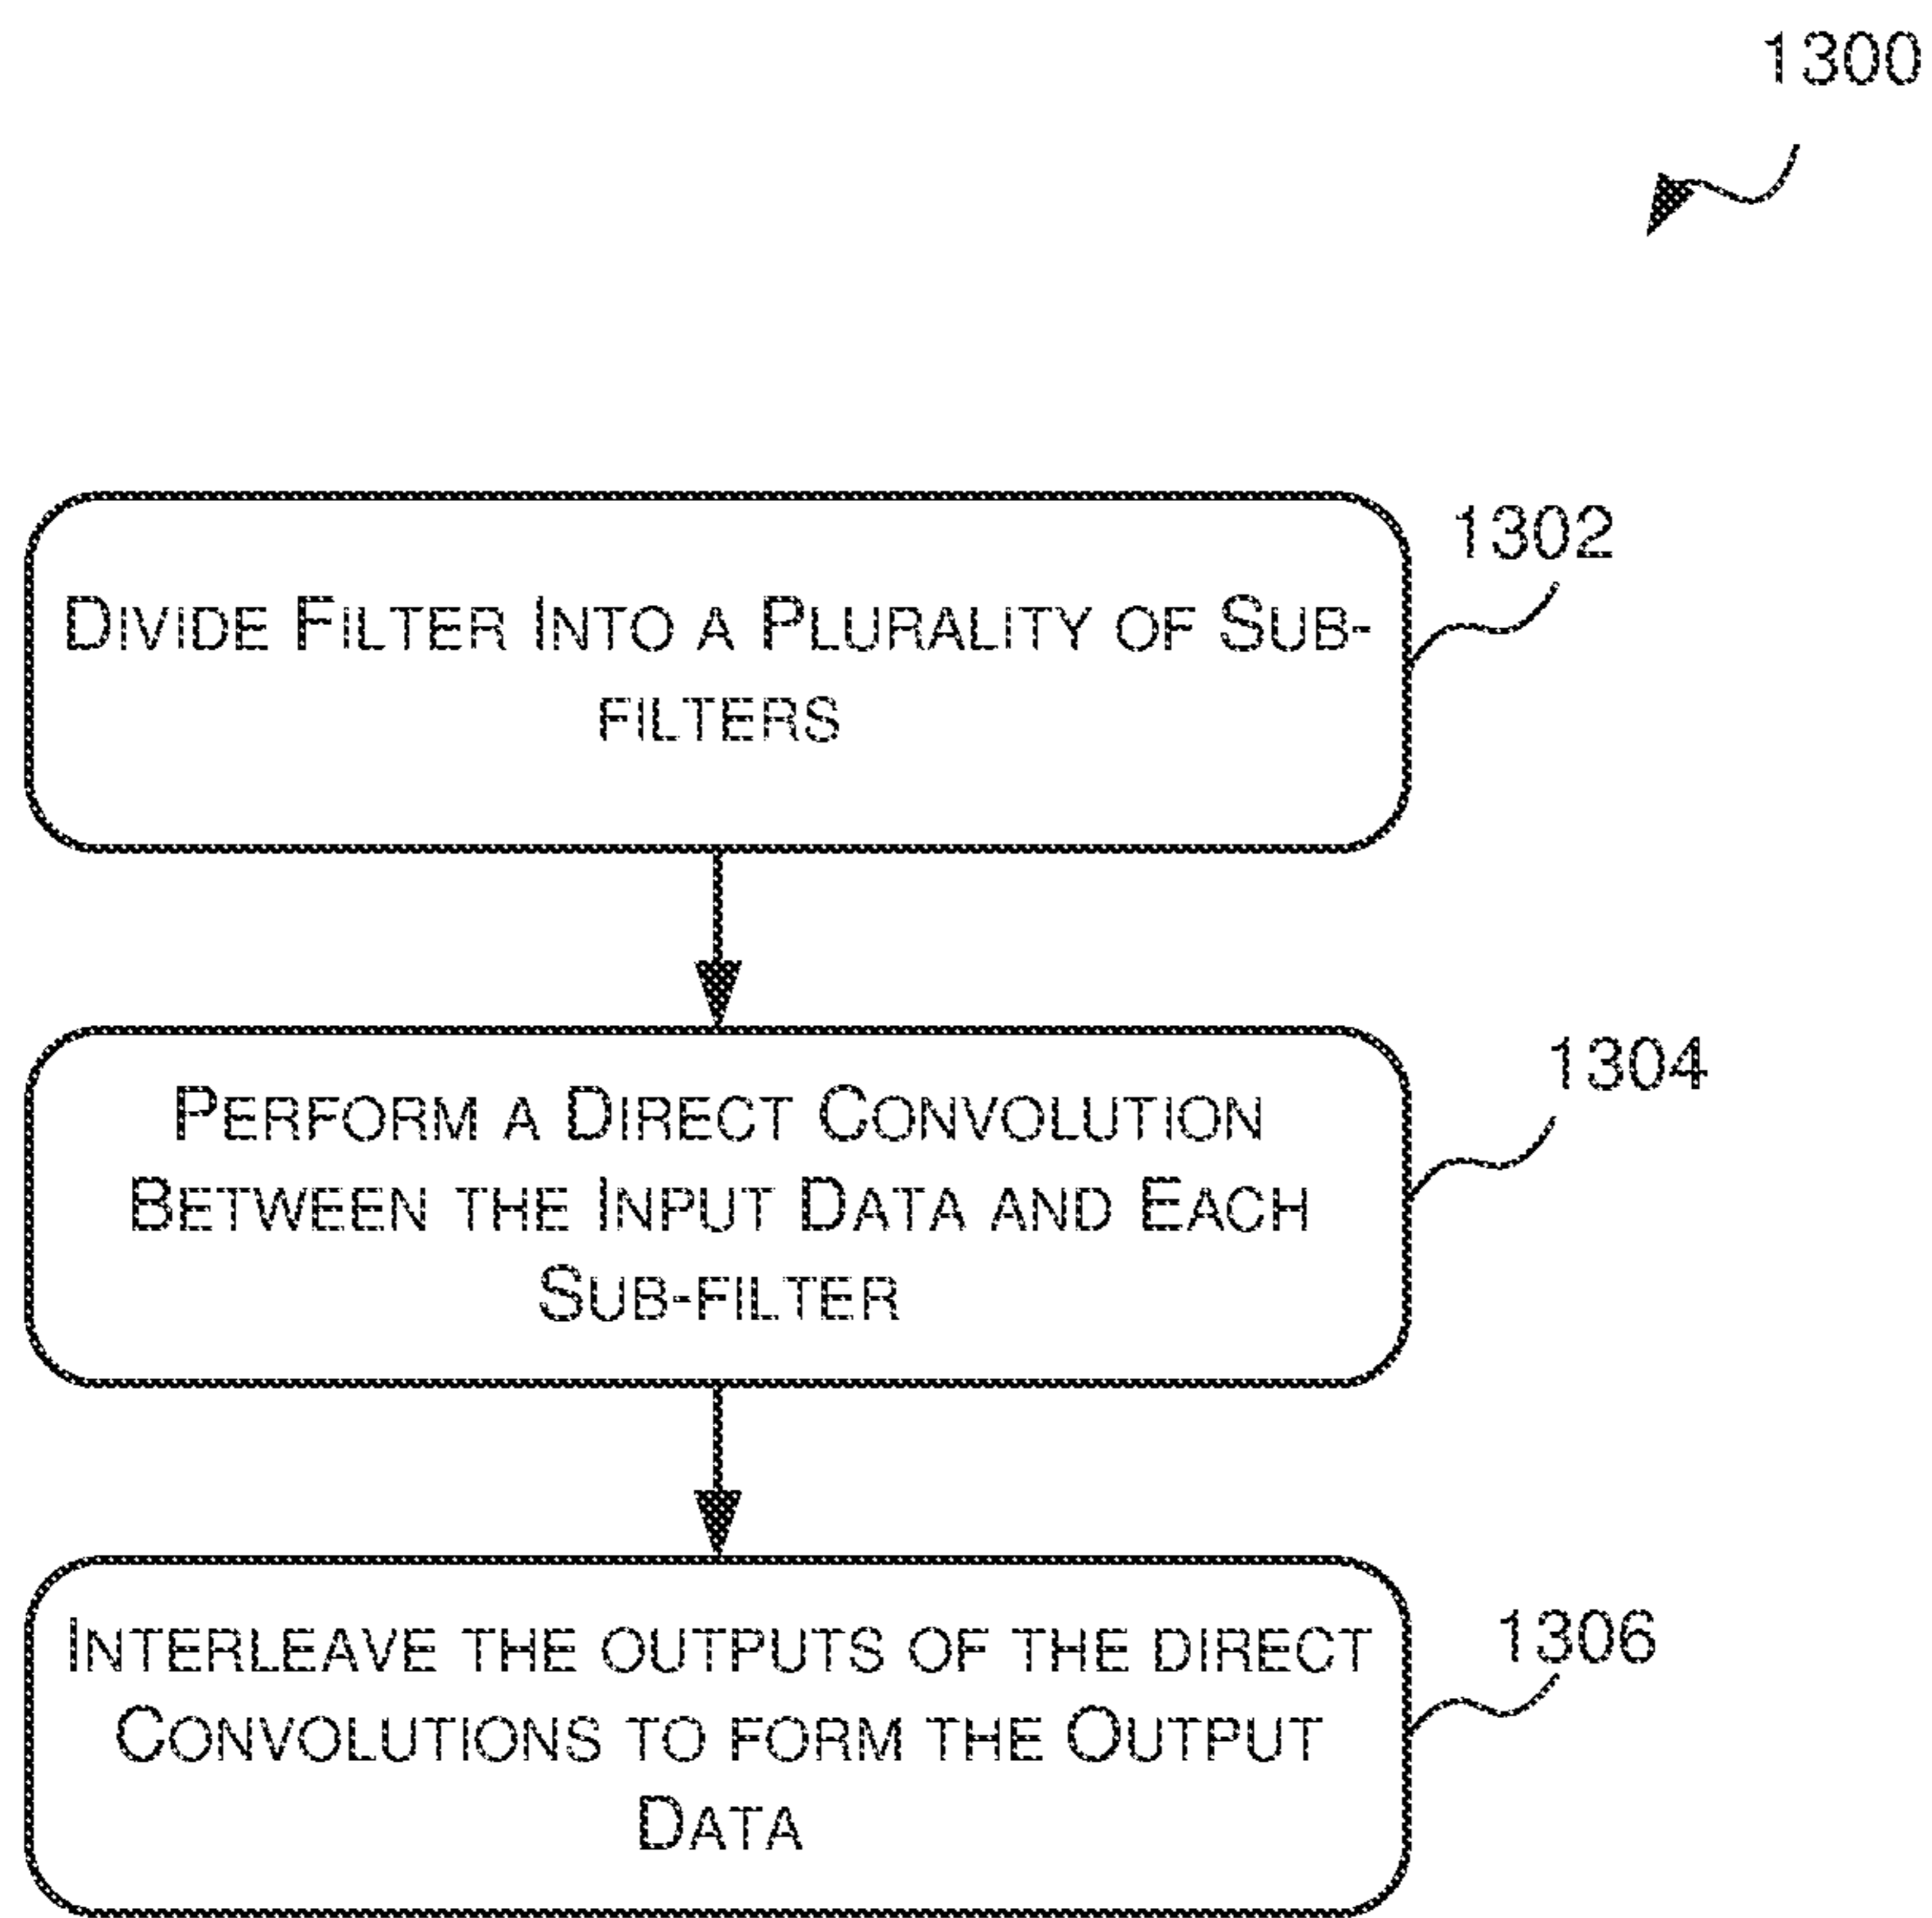 1300
1302
DIVIDE FILTER INTO A PLURALITY OF SUB-
FILTERS
1304
PERFORM A DIRECT CONVOLUTION
BETWEEN THE INPUT DATA AND EACH
SUB-FILTER
1306
INTERLEAVE THE OUTPUTS OF THE DIRECT
CONVOLUTIONS TO FORM THE OUTPUT
DATA